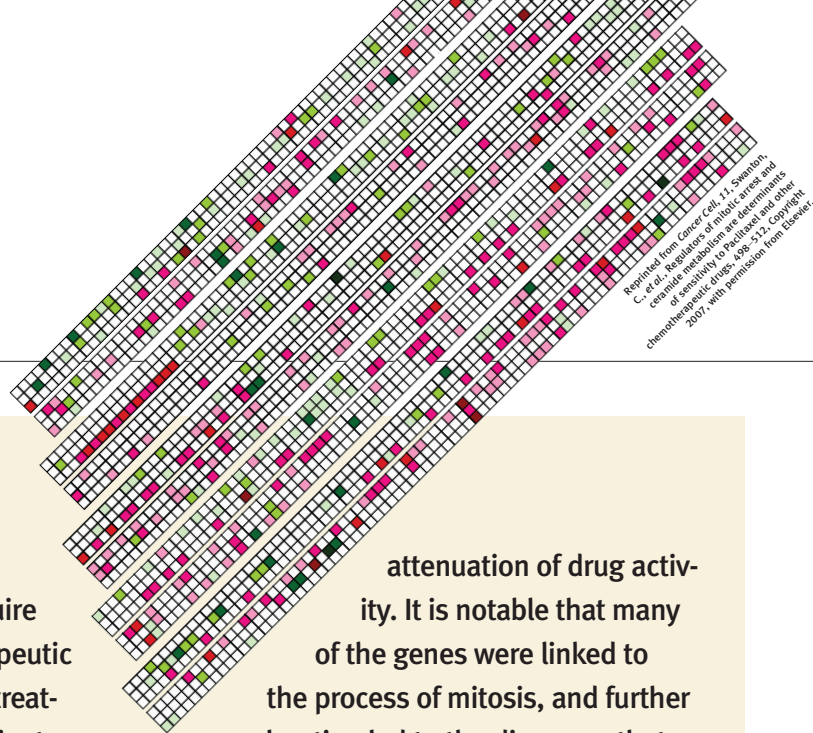 Reprinted from Cancer Cell, 11, Swanton,
C., et al., Regulators of mitotic arrest and
ceramide metabolism are determinants
of sensitivity to Paclitaxel and other
chemotherapeutic drugs, 498–512, Copyright
2007, with permission from Elsevier.
uire
peutic
treat-
attenuation of drug activ-
ity. It is notable that many
of the genes were linked to
the process of mitosis, and further